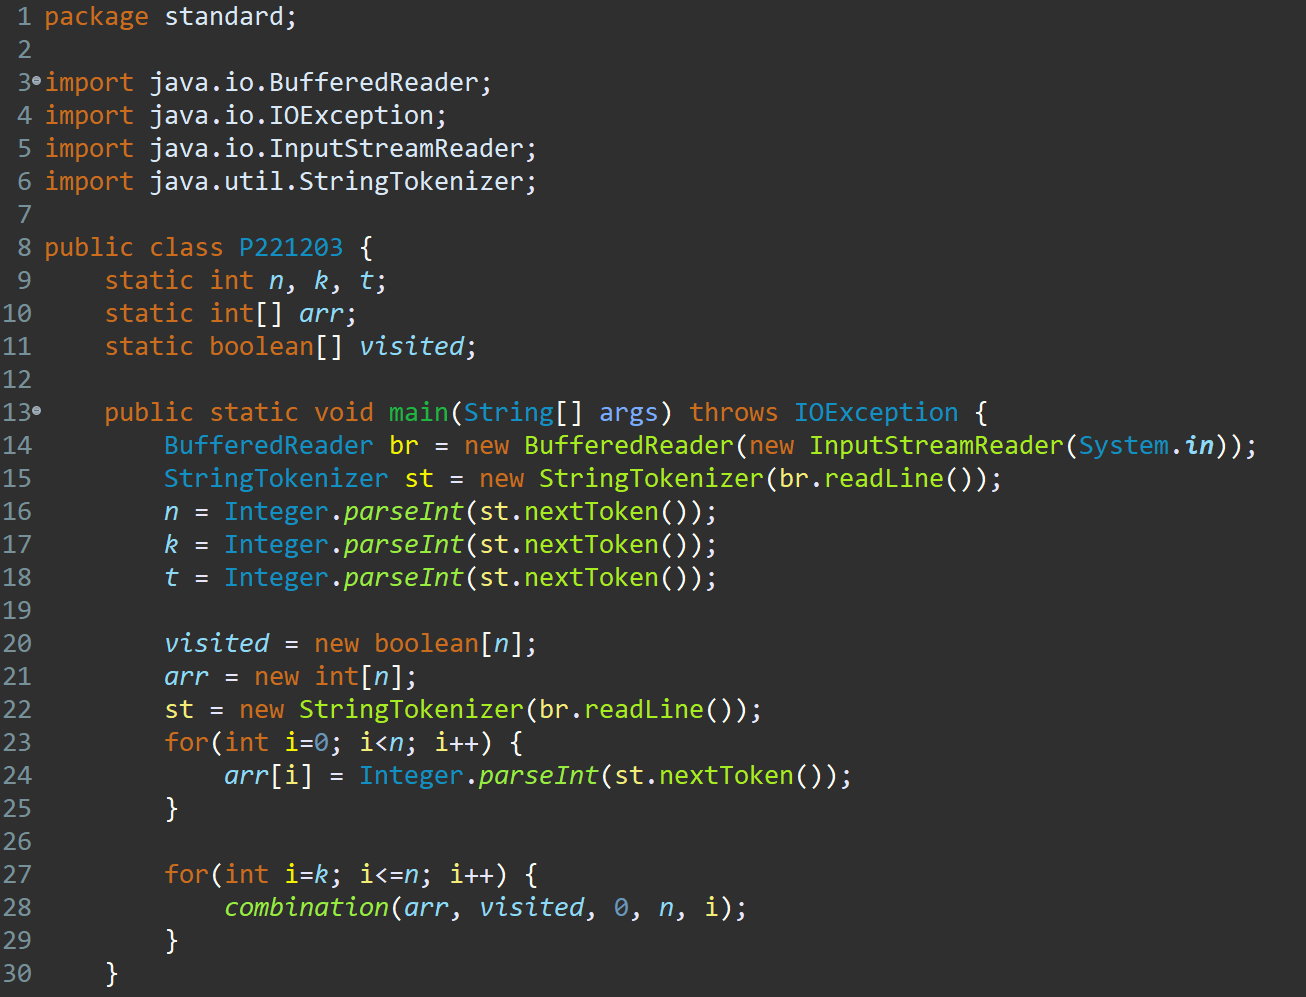 1 package standard;
2
3 import java.io.BufferedReader;
4 import java.io.IOException;
5 import java.io.InputStreamReader;
6 import java.util.StringTokenizer;
7
8 public class P221203 {
9     static int n, k, t;
10     static int[] arr;
11     static boolean[] visited;
12
13     public static void main(String[] args) throws IOException {
14         BufferedReader br = new BufferedReader(new InputStreamReader(System.in));
15         StringTokenizer st = new StringTokenizer(br.readLine());
16         n = Integer.parseInt(st.nextToken());
17         k = Integer.parseInt(st.nextToken());
18         t = Integer.parseInt(st.nextToken());
19
20         visited = new boolean[n];
21         arr = new int[n];
22         st = new StringTokenizer(br.readLine());
23         for(int i=0; i<n; i++) {
24             arr[i] = Integer.parseInt(st.nextToken());
25         }
26
27         for(int i=k; i<=n; i++) {
28             combination(arr, visited, 0, n, i);
29         }
30     }